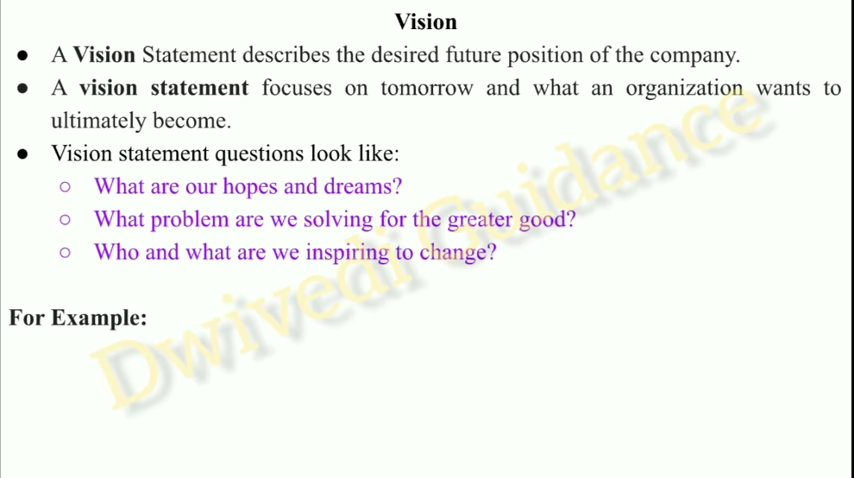 Vision
● A Vision Statement describes the desired future position of the company.
● A vision statement focuses on tomorrow and what an organization wants to
ultimately become.
● Vision statement questions look like:
○ What are our hopes and dreams?
○ What problem are we solving for the greater good?
○ Who and what are we inspiring to change?
For Example:
Dwivedi Guidance